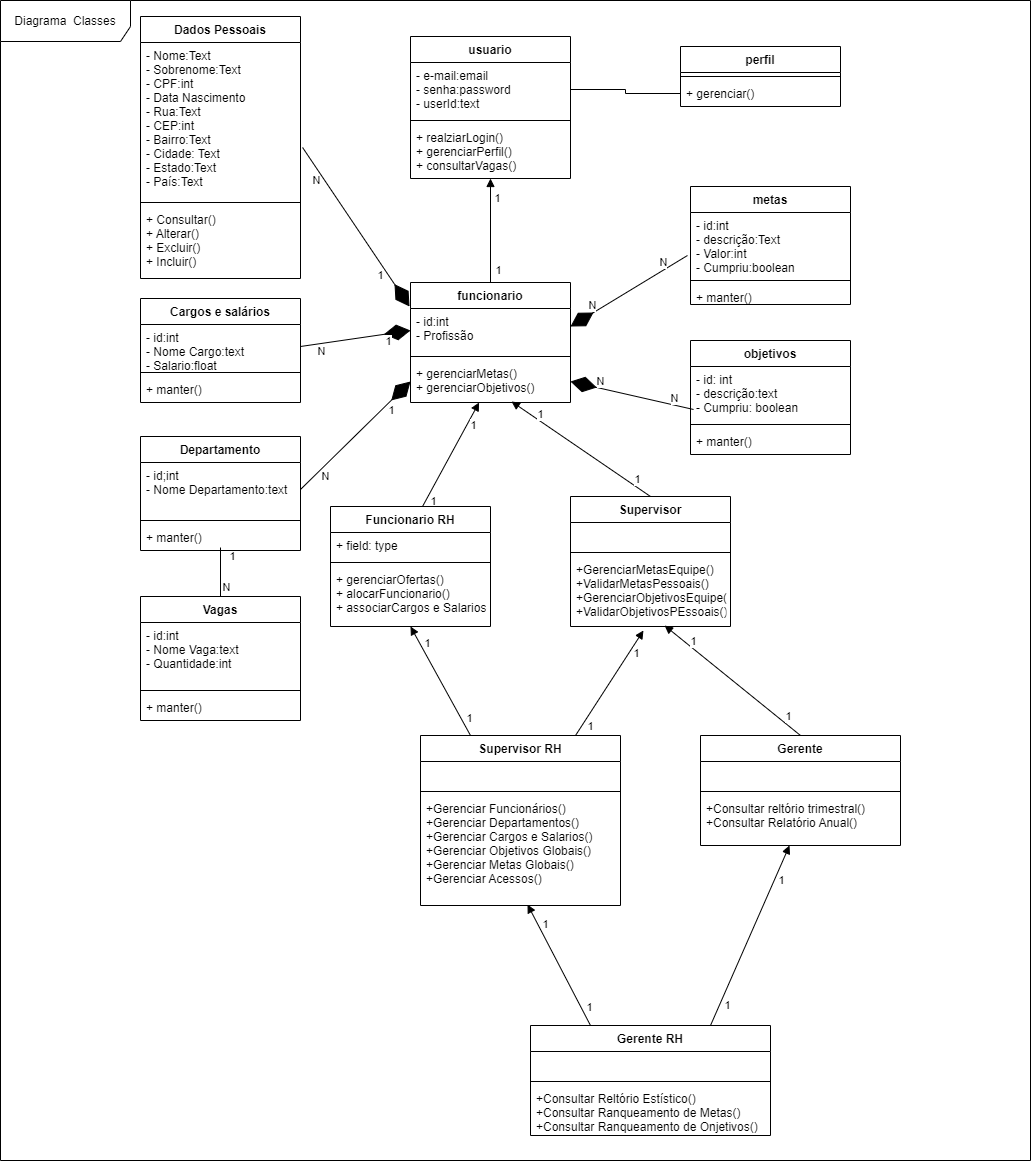 Diagrama Classes
Dados Pessoais
- Nome:Text
- Sobrenome:Text
- CPF:int
- Data Nascimento
- Rua:Text
- CEP:int
- Bairro:Text
- Cidade: Text
- Estado:Text
- País:Text
+ Consultar()
+ Alterar()
+ Excluir()
+ Incluir()
usuario
- e-mail:email
- senha:password
- userId:text
+ realziarLogin()
+ gerenciarPerfil()
+ consultarVagas()
perfil
+ gerenciar()
N
1
1
1
metas
- id:int
- descrição:Text
- Valor:int
- Cumpriu:boolean
+ manter()
N
N
funcionario
- id:int
- Profissão
+ gerenciarMetas()
+ gerenciarObjetivos()
Cargos e salários
- id:int
- Nome Cargo:text
- Salario:float
+ manter()
1
N
objetivos
- id: int
- descrição:text
- Cumpriu: boolean
+ manter()
N
N
Departamento
- id;int
- Nome Departamento:text
+ manter()
1
N
1
N
Vagas
- id:int
- Nome Vaga:text
- Quantidade:int
+ manter()
1
1
1
1
Funcionario RH
+ field: type
+ gerenciarOfertas()
+ alocarFuncionario()
+ associarCargos e Salarios
Supervisor
+GerenciarMetasEquipe()
+ValidarMetasPessoais()
+GerenciarObjetivosEquipe(
+ValidarObjetivosPEssoais()
1
1
1
1
1
1
Supervisor RH
+Gerenciar Funcionários()
+Gerenciar Departamentos()
+Gerenciar Cargos e Salarios()
+Gerenciar Objetivos Globais()
+Gerenciar Metas Globais()
+Gerenciar Acessos()
Gerente
+Consultar reltório trimestral()
+Consultar Relatório Anual()
1
1
1
1
Gerente RH
+Consultar Reltório Estístico()
+Consultar Ranqueamento de Metas()
+Consultar Ranqueamento de Onjetivos()